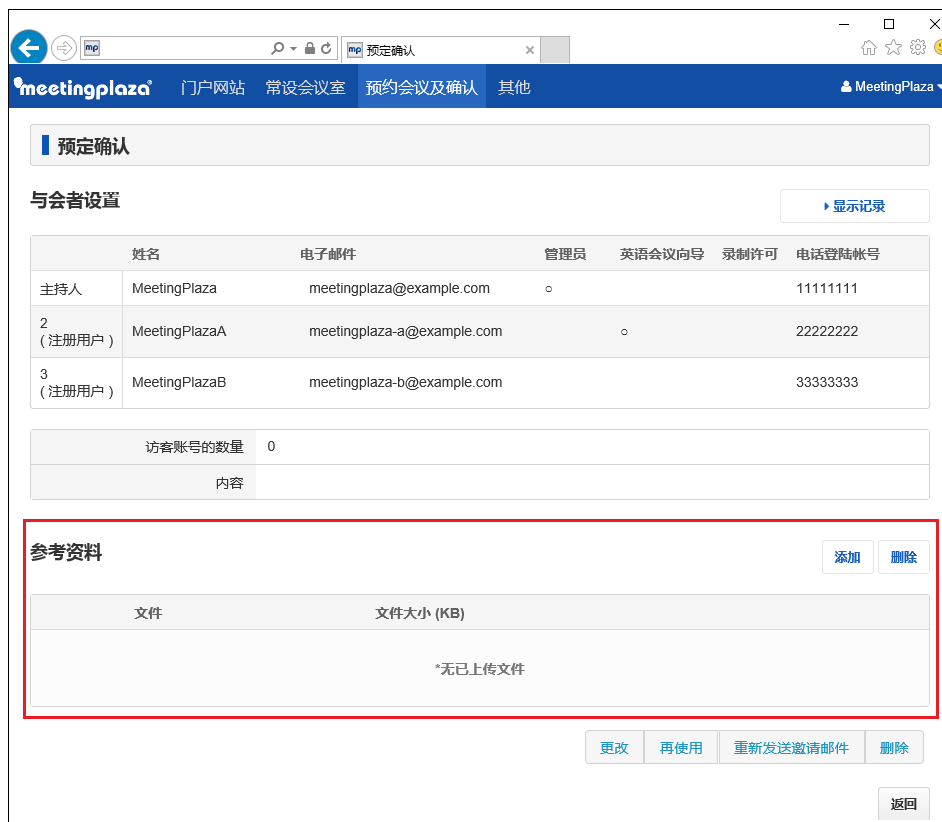 mp
mp 预定确认
meetingplaza
门户网站 常设会议室 预约会议及确认 其他 MeetingPlaza
预定确认
与会者设置
显示记录
姓名 电子邮件 管理员 英语会议向导 录制许可 电话登陆帐号
主持人 MeetingPlaza meetingplaza@example.com ○ 11111111
2
( 注册用户 ) MeetingPlazaA meetingplaza-a@example.com ○ 22222222
3
( 注册用户 ) MeetingPlazaB meetingplaza-b@example.com 33333333
访客账号的数量 0
内容
参考资料
添加 删除
文件 文件大小 (KB)
*无已上传文件
更改 再使用 重新发送邀请邮件 删除
返回